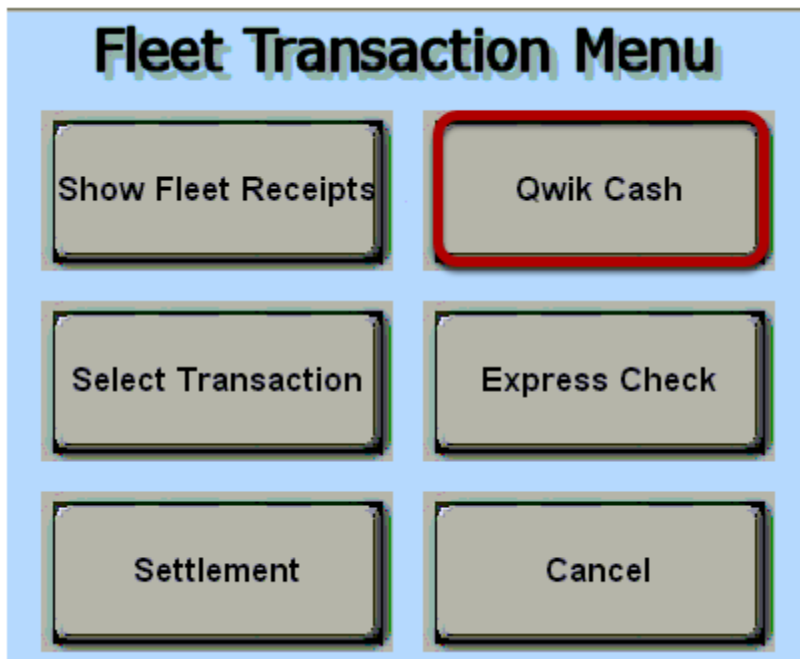 Fleet Transaction Menu
Show Fleet Receipts
Qwik Cash
Select Transaction
Express Check
Settlement
Cancel